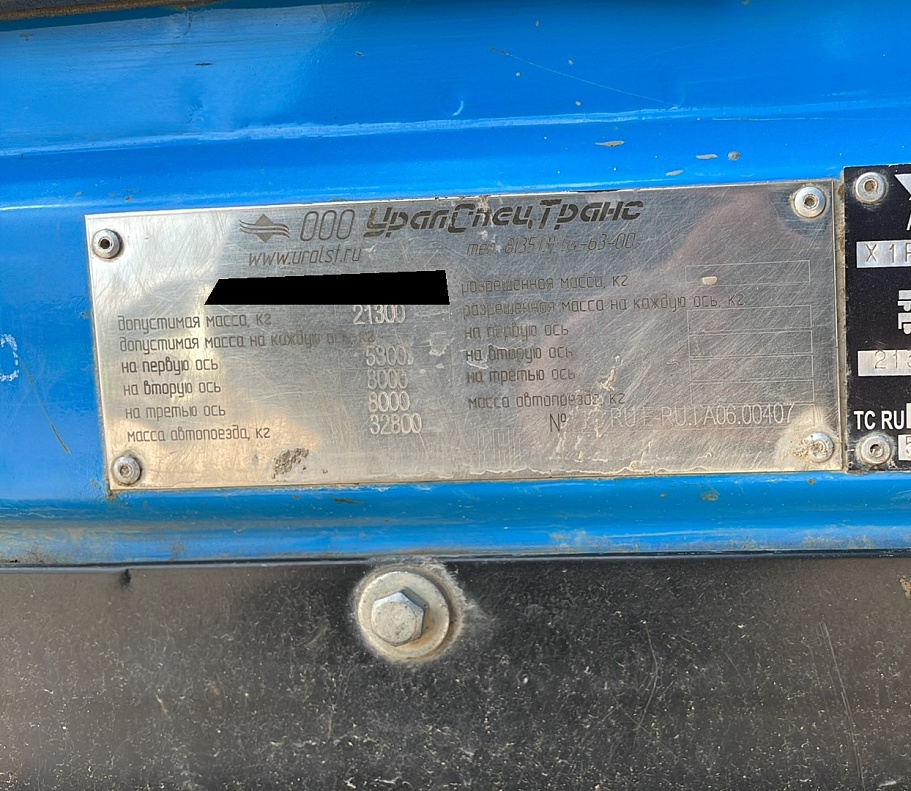 ООО УралСпецТранс
www.uralst.ru
допустимая масса, кг 21300
допустимая масса на каждую ось, кг
на первую ось 5300
на вторую ось 8000
на третью ось 8000
масса автопоезда, кг 32800
разрешенная масса, кг
разрешенная масса на каждую ось, кг
на первую ось
на вторую ось
на третью ось
масса автопоезда, кг
№
TC RU